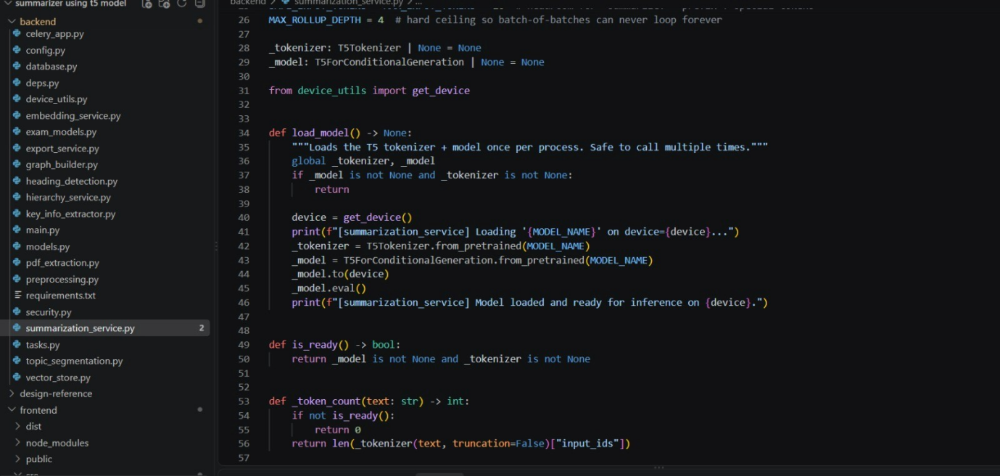 summarizer using t5 model
backend
celery_app.py
config.py
database.py
deps.py
device_utils.py
embedding_service.py
exam_models.py
export_service.py
graph_builder.py
heading_detection.py
hierarchy_service.py
key_info_extractor.py
main.py
models.py
pdf_extraction.py
preprocessing.py
requirements.txt
security.py
summarization_service.py 2
tasks.py
topic_segmentation.py
vector_store.py
design-reference
frontend
dist
node_modules
public
src
backend > summarization_service.py > ...
26 MAX_ROLLUP_DEPTH = 4  # hard ceiling so batch-of-batches can never loop forever
27
28 _tokenizer: T5Tokenizer | None = None
29 _model: T5ForConditionalGeneration | None = None
30
31 from device_utils import get_device
32
33
34 def load_model() -> None:
35     """Loads the T5 tokenizer + model once per process. Safe to call multiple times."""
36     global _tokenizer, _model
37     if _model is not None and _tokenizer is not None:
38         return
39
40     device = get_device()
41     print(f"[summarization_service] Loading '{MODEL_NAME}' on device={device}...")
42     _tokenizer = T5Tokenizer.from_pretrained(MODEL_NAME)
43     _model = T5ForConditionalGeneration.from_pretrained(MODEL_NAME)
44     _model.to(device)
45     _model.eval()
46     print(f"[summarization_service] Model loaded and ready for inference on {device}.")
47
48
49 def is_ready() -> bool:
50     return _model is not None and _tokenizer is not None
51
52
53 def _token_count(text: str) -> int:
54     if not is_ready():
55         return 0
56     return len(_tokenizer(text, truncation=False)["input_ids"])
57